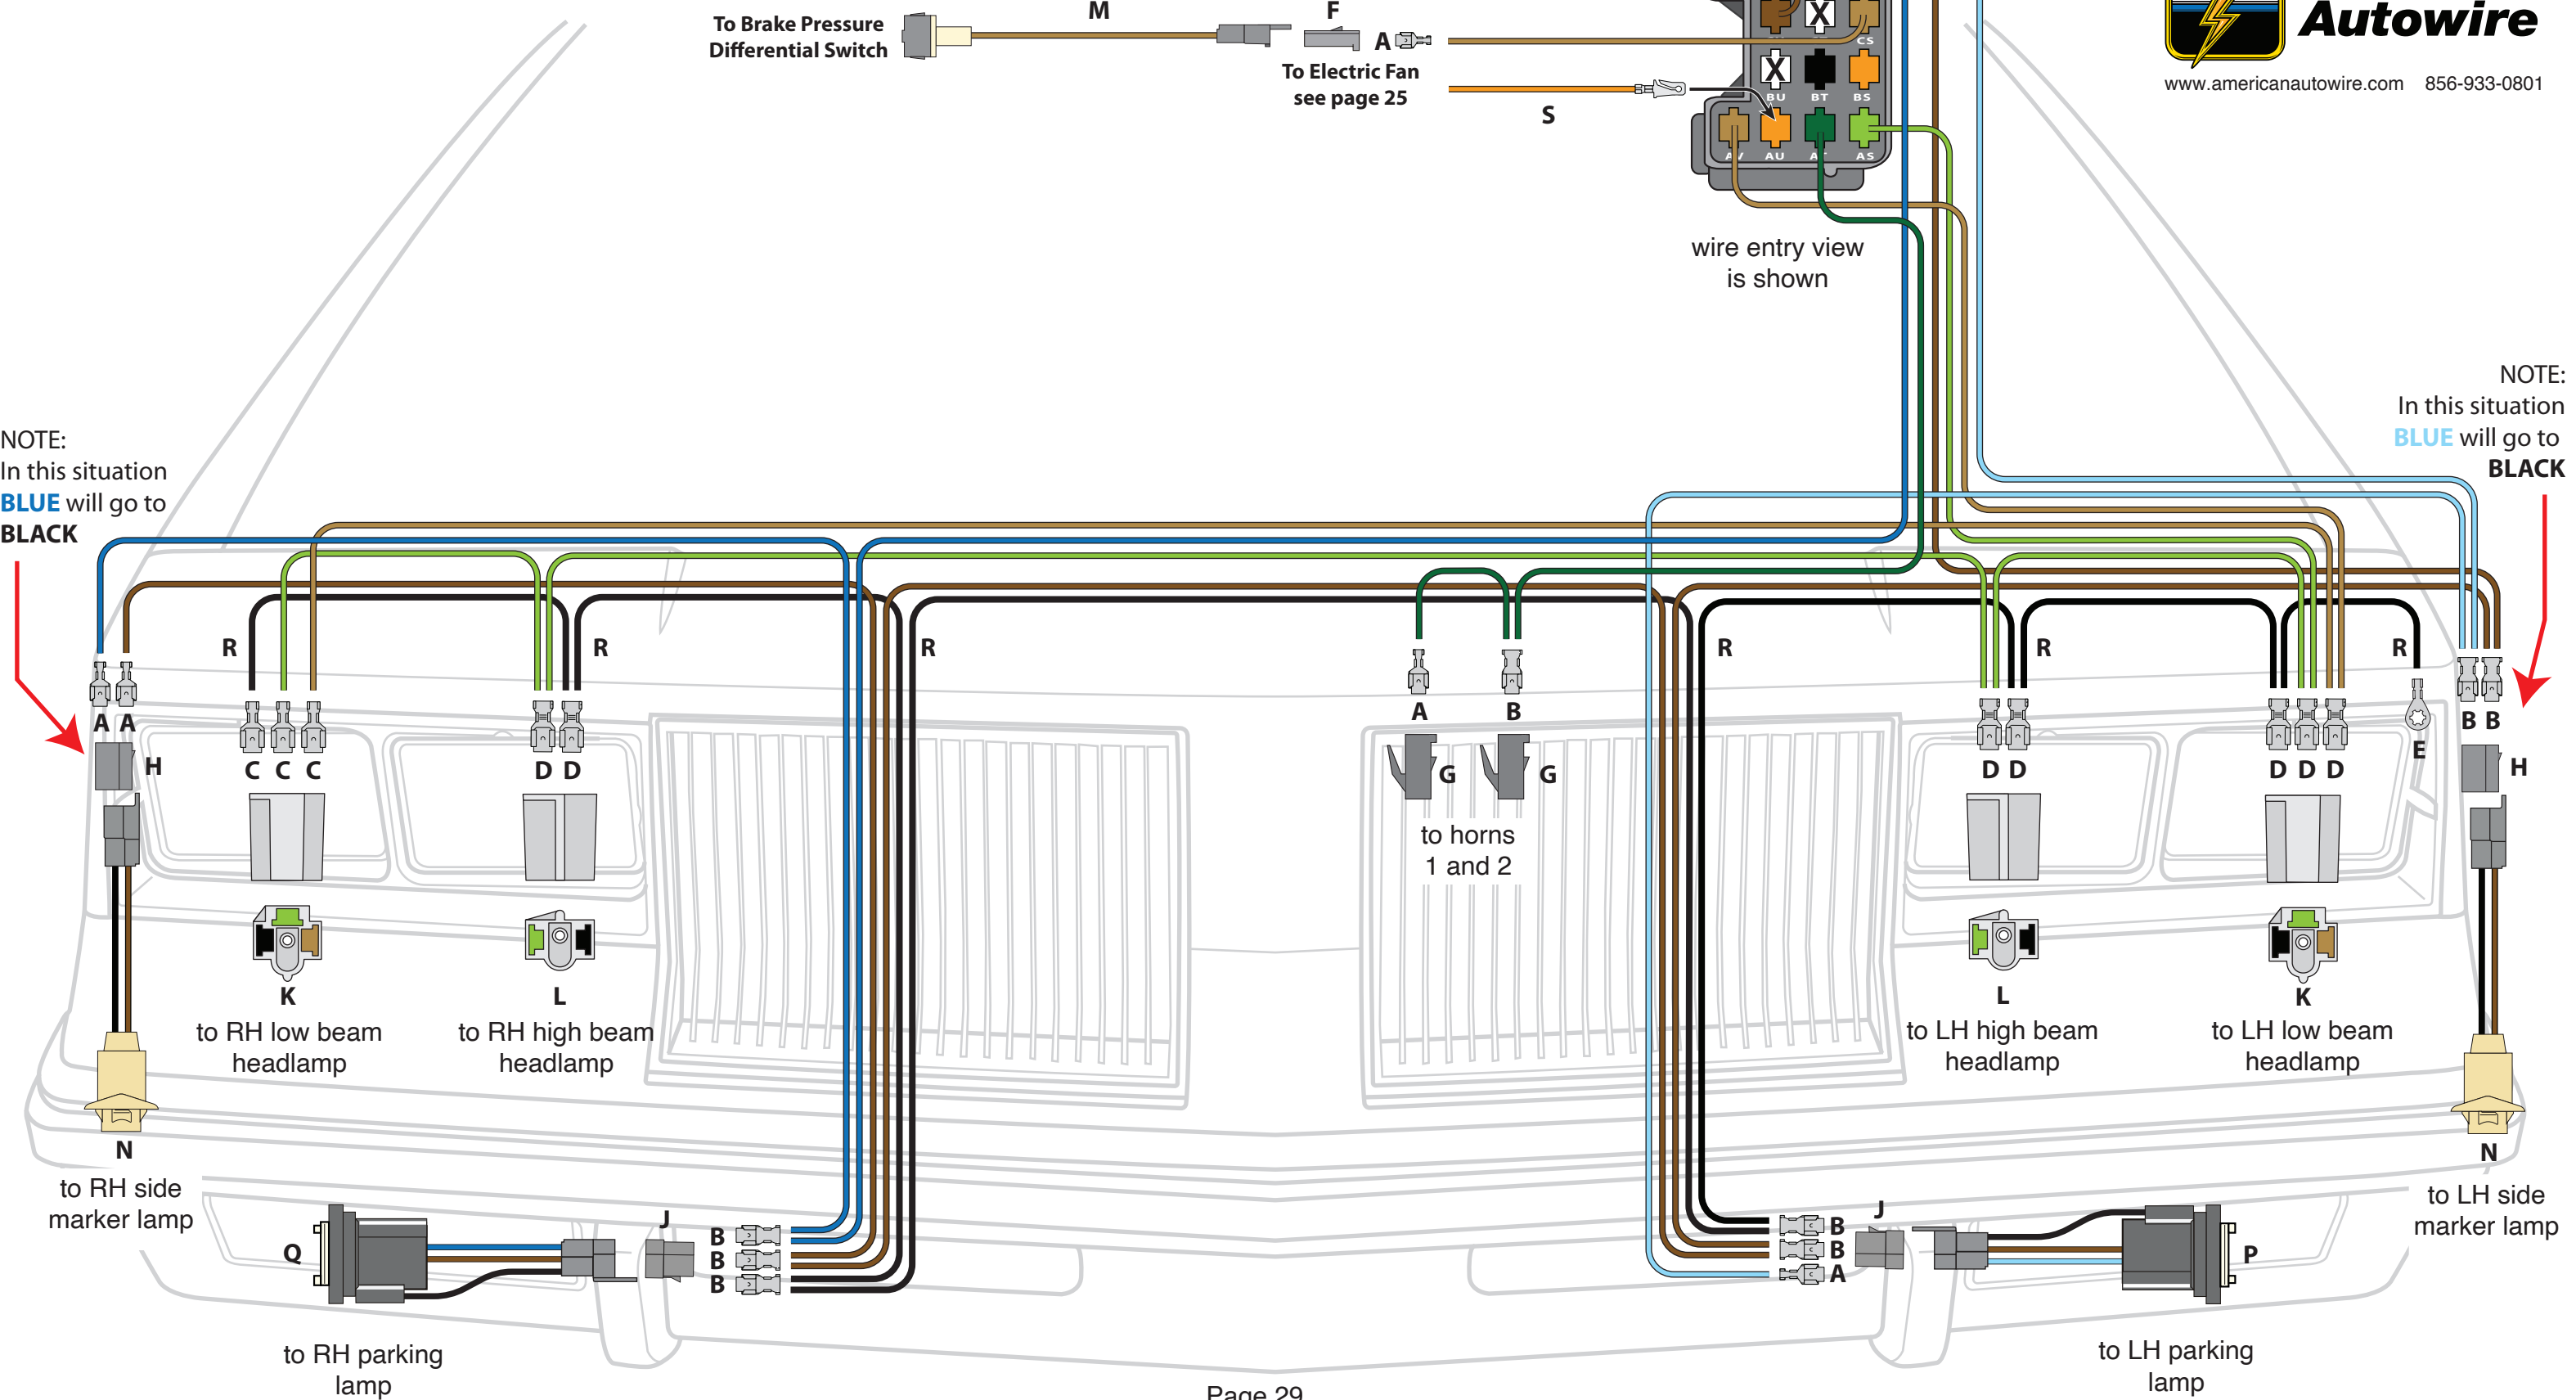 To Brake Pressure
Differential Switch
M
F
A
To Electric Fan
see page 25
S
X
CS
X
BU BT BS
AV AU AT AS
wire entry view
is shown
Autowire
www.americanautowire.com 856-933-0801
NOTE:
In this situation
BLUE will go to
BLACK
NOTE:
In this situation
BLUE will go to
BLACK
R
R
R
R
R
R
A A
H
C C C
D D
A
B
G
G
to horns
1 and 2
D D
D D D
E
B B
H
K
to RH low beam
headlamp
L
to RH high beam
headlamp
L
to LH high beam
headlamp
K
to LH low beam
headlamp
N
to RH side
marker lamp
N
to LH side
marker lamp
Q
J
B
B
B
to RH parking
lamp
B
B
A
J
P
to LH parking
lamp
Page 29